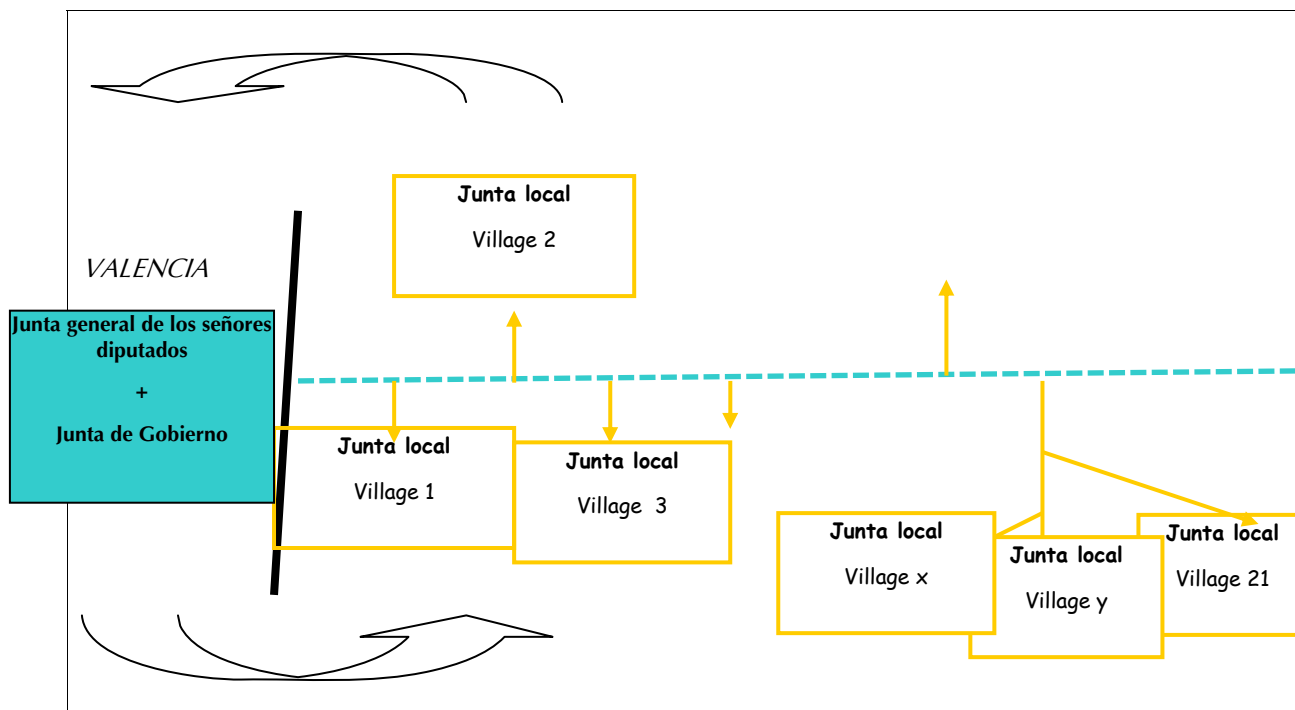 Junta local
Village 2
VALENCIA
Junta general de los señores
diputados
+
Junta de Gobierno
Junta local
Village 1
Junta local
Village 3
Junta local
Village x
Junta local
Village y
Junta local
Village 21